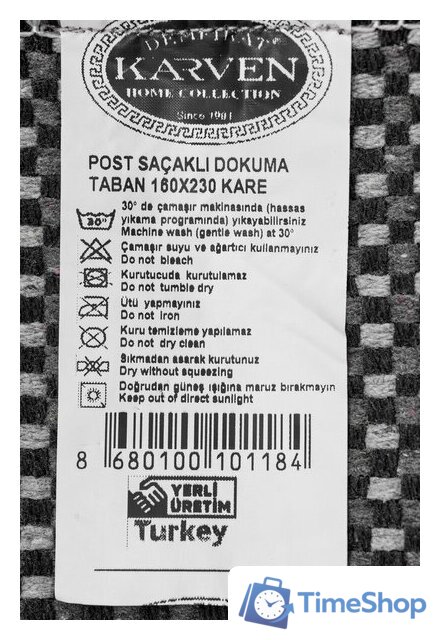 DEMFIRAT
KARVEN
HOME COLLECTION
Since 1981
POST SAÇAKLI DOKUMA
TABAN 160X230 KARE
30° de çamaşır makinasında (hassas
yıkama programında) yıkayabilirsiniz
30°
Machine wash (gentle wash) at 30°
Çamaşır suyu ve ağartıcı kullanmayınız
Do not bleach
Kurutucuda kurutulamaz
Do not tumble dry
Ütü yapmayınız
Do not iron
Kuru temizleme yapılamaz
Do not dry clean
Sıkmadan asarak kurutunuz
Dry without squeezing
Doğrudan güneş ışığına maruz bırakmayın
Keep out of direct sunlight
8 680100 101184
YERLİ
ÜRETİM
Turkey
TimeShop